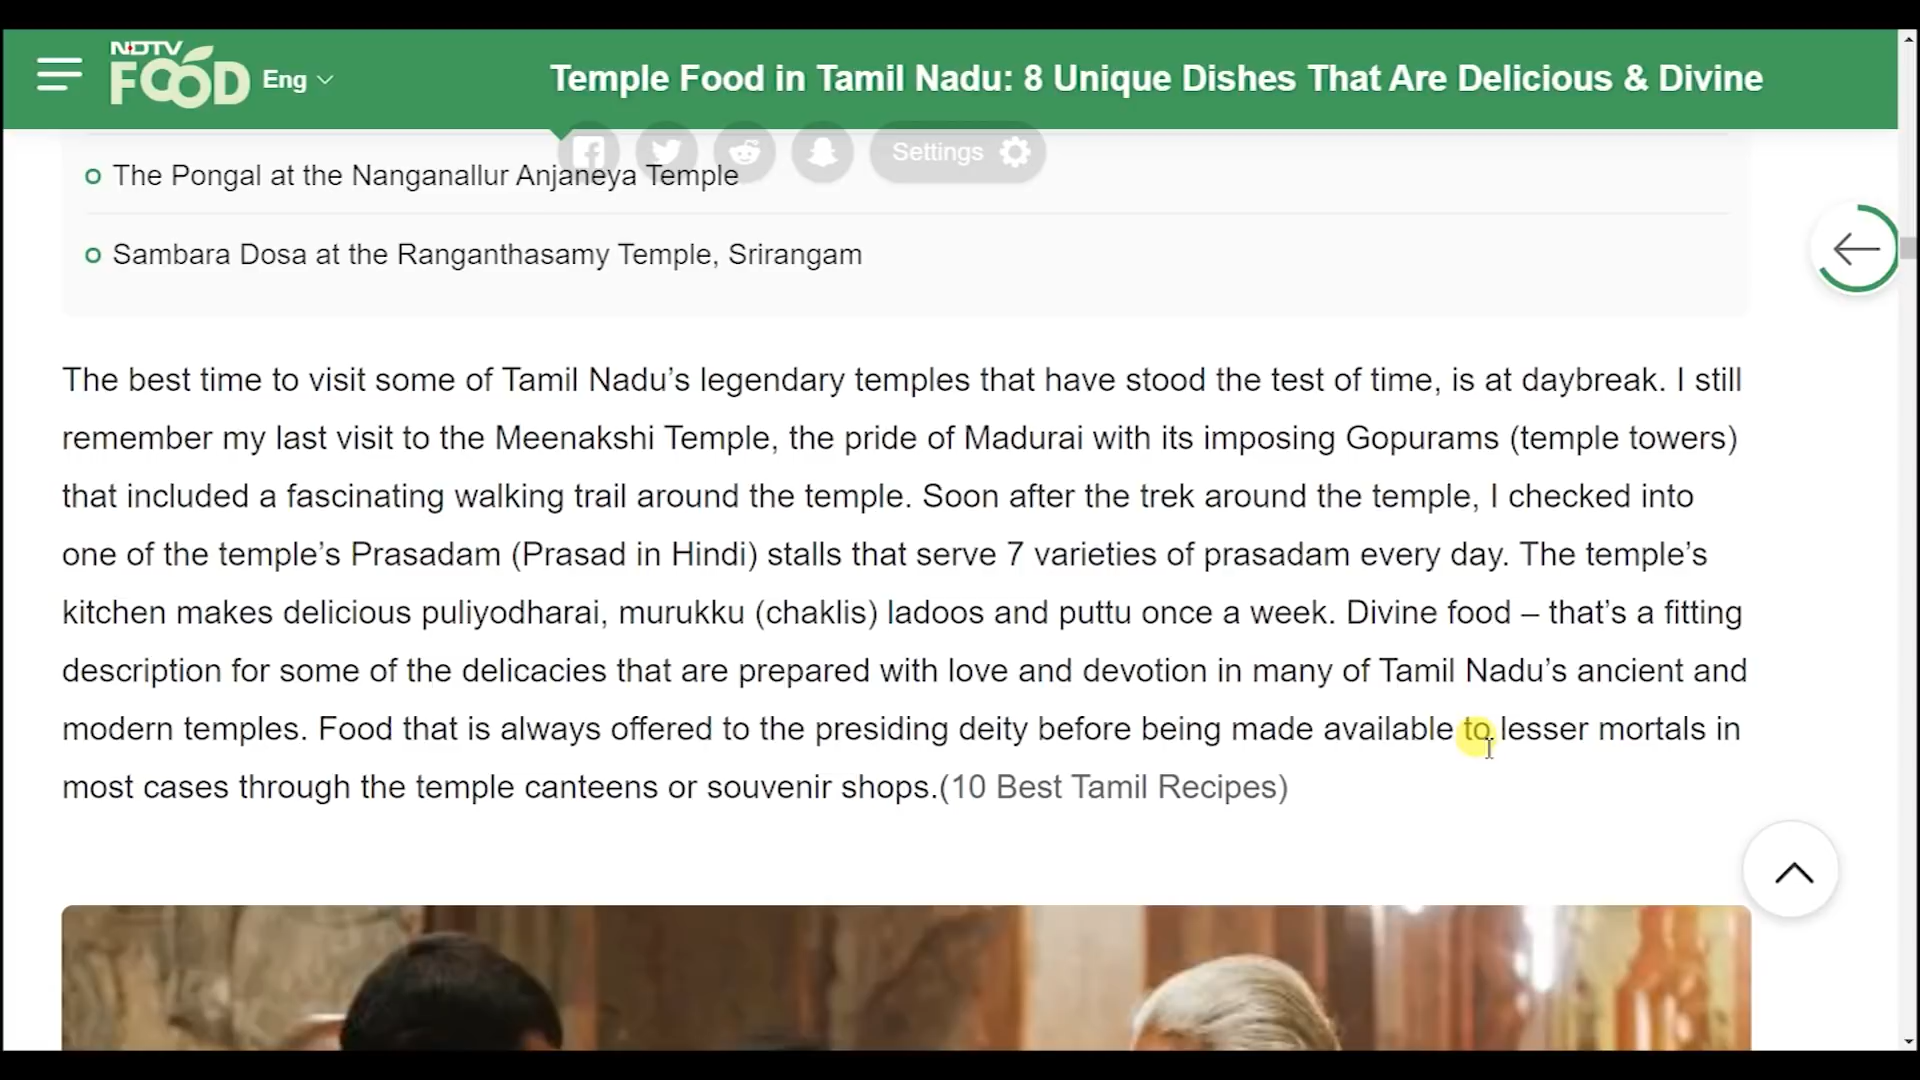 NDTV
FOOD
Eng
Temple Food in Tamil Nadu: 8 Unique Dishes That Are Delicious & Divine
Settings
The Pongal at the Nanganallur Anjaneya Temple
Sambara Dosa at the Ranganthasamy Temple, Srirangam
The best time to visit some of Tamil Nadu’s legendary temples that have stood the test of time, is at daybreak. I still
remember my last visit to the Meenakshi Temple, the pride of Madurai with its imposing Gopurams (temple towers)
that included a fascinating walking trail around the temple. Soon after the trek around the temple, I checked into
one of the temple’s Prasadam (Prasad in Hindi) stalls that serve 7 varieties of prasadam every day. The temple’s
kitchen makes delicious puliyodharai, murukku (chaklis) ladoos and puttu once a week. Divine food – that’s a fitting
description for some of the delicacies that are prepared with love and devotion in many of Tamil Nadu’s ancient and
modern temples. Food that is always offered to the presiding deity before being made available to lesser mortals in
most cases through the temple canteens or souvenir shops.(10 Best Tamil Recipes)